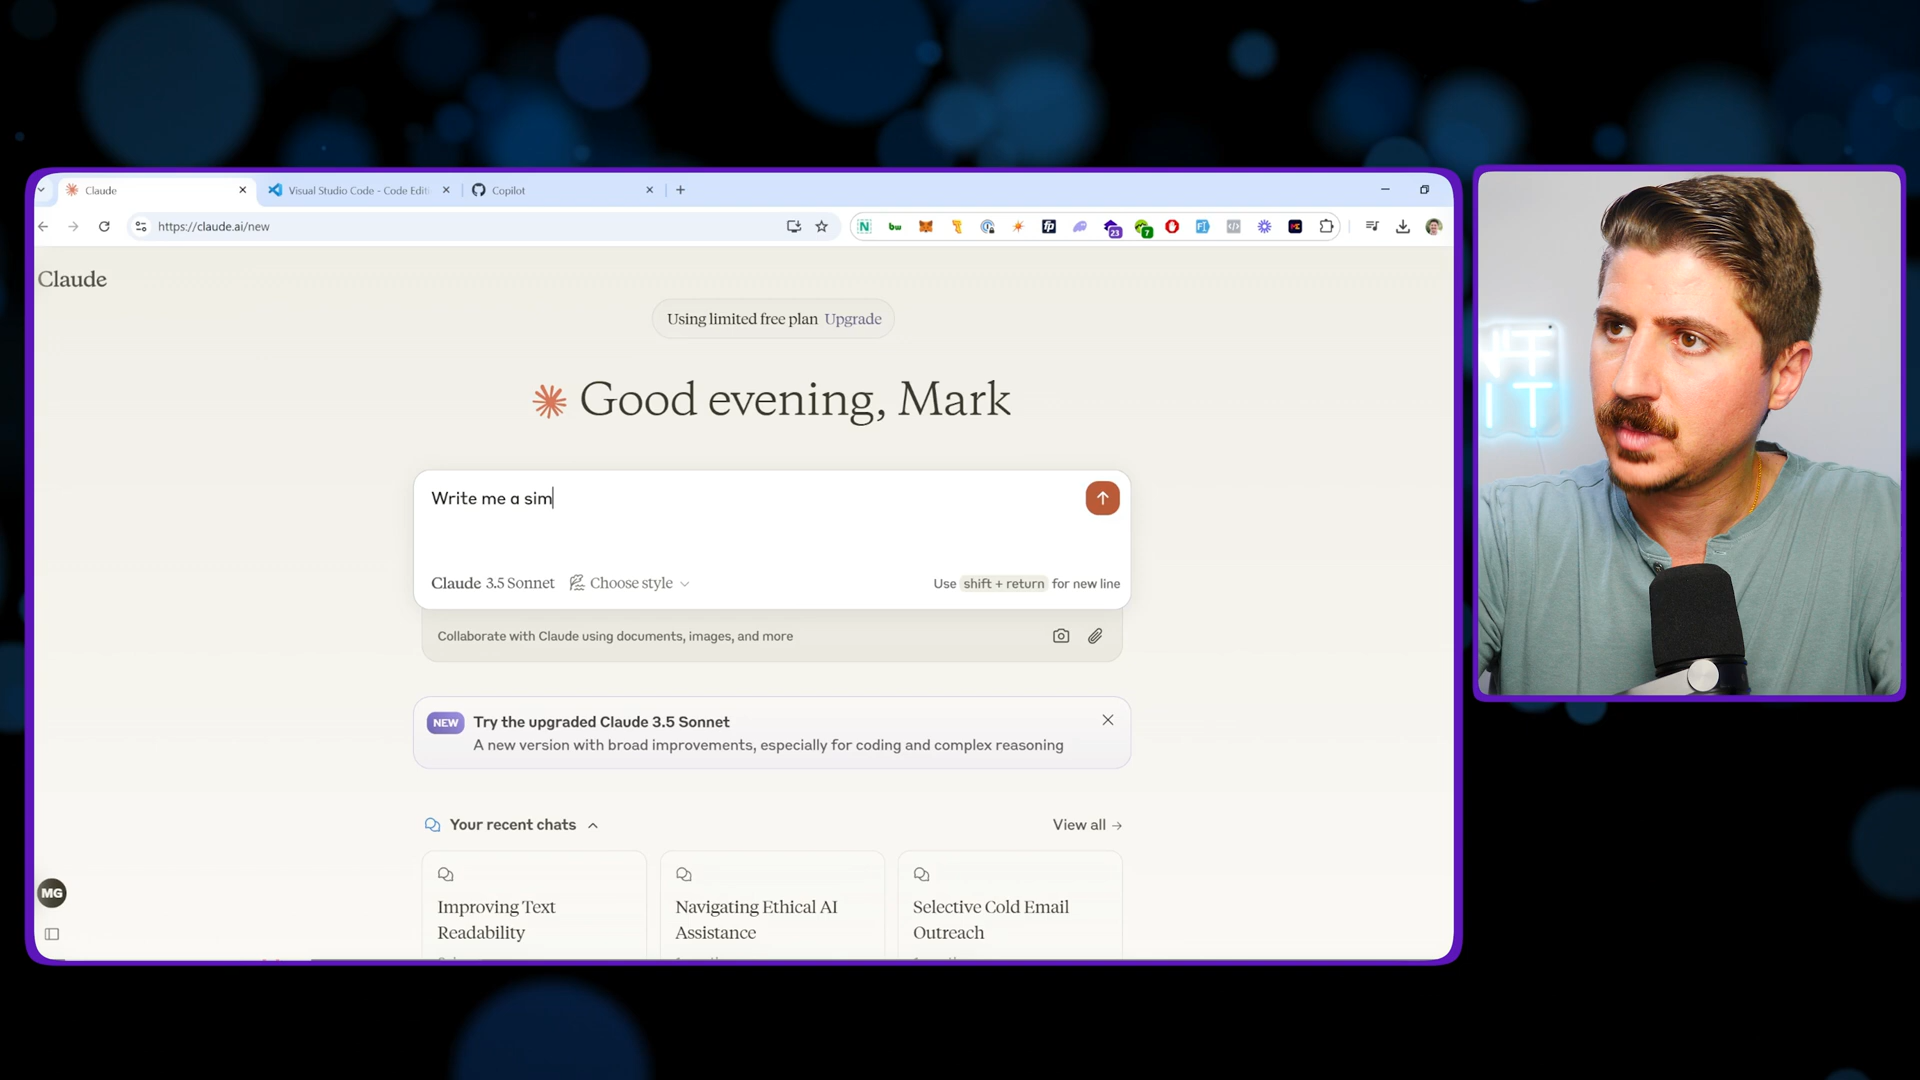 Claude
Visual Studio Code - Code Edit
Copilot
https://claude.ai/new
23
7
Claude
Using limited free plan Upgrade
Good evening, Mark
Write me a sim
Claude 3.5 Sonnet Choose style
Use shift + return for new line
Collaborate with Claude using documents, images, and more
NEW Try the upgraded Claude 3.5 Sonnet
A new version with broad improvements, especially for coding and complex reasoning
Your recent chats
View all →
MG
Improving Text
Readability
Navigating Ethical AI
Assistance
Selective Cold Email
Outreach